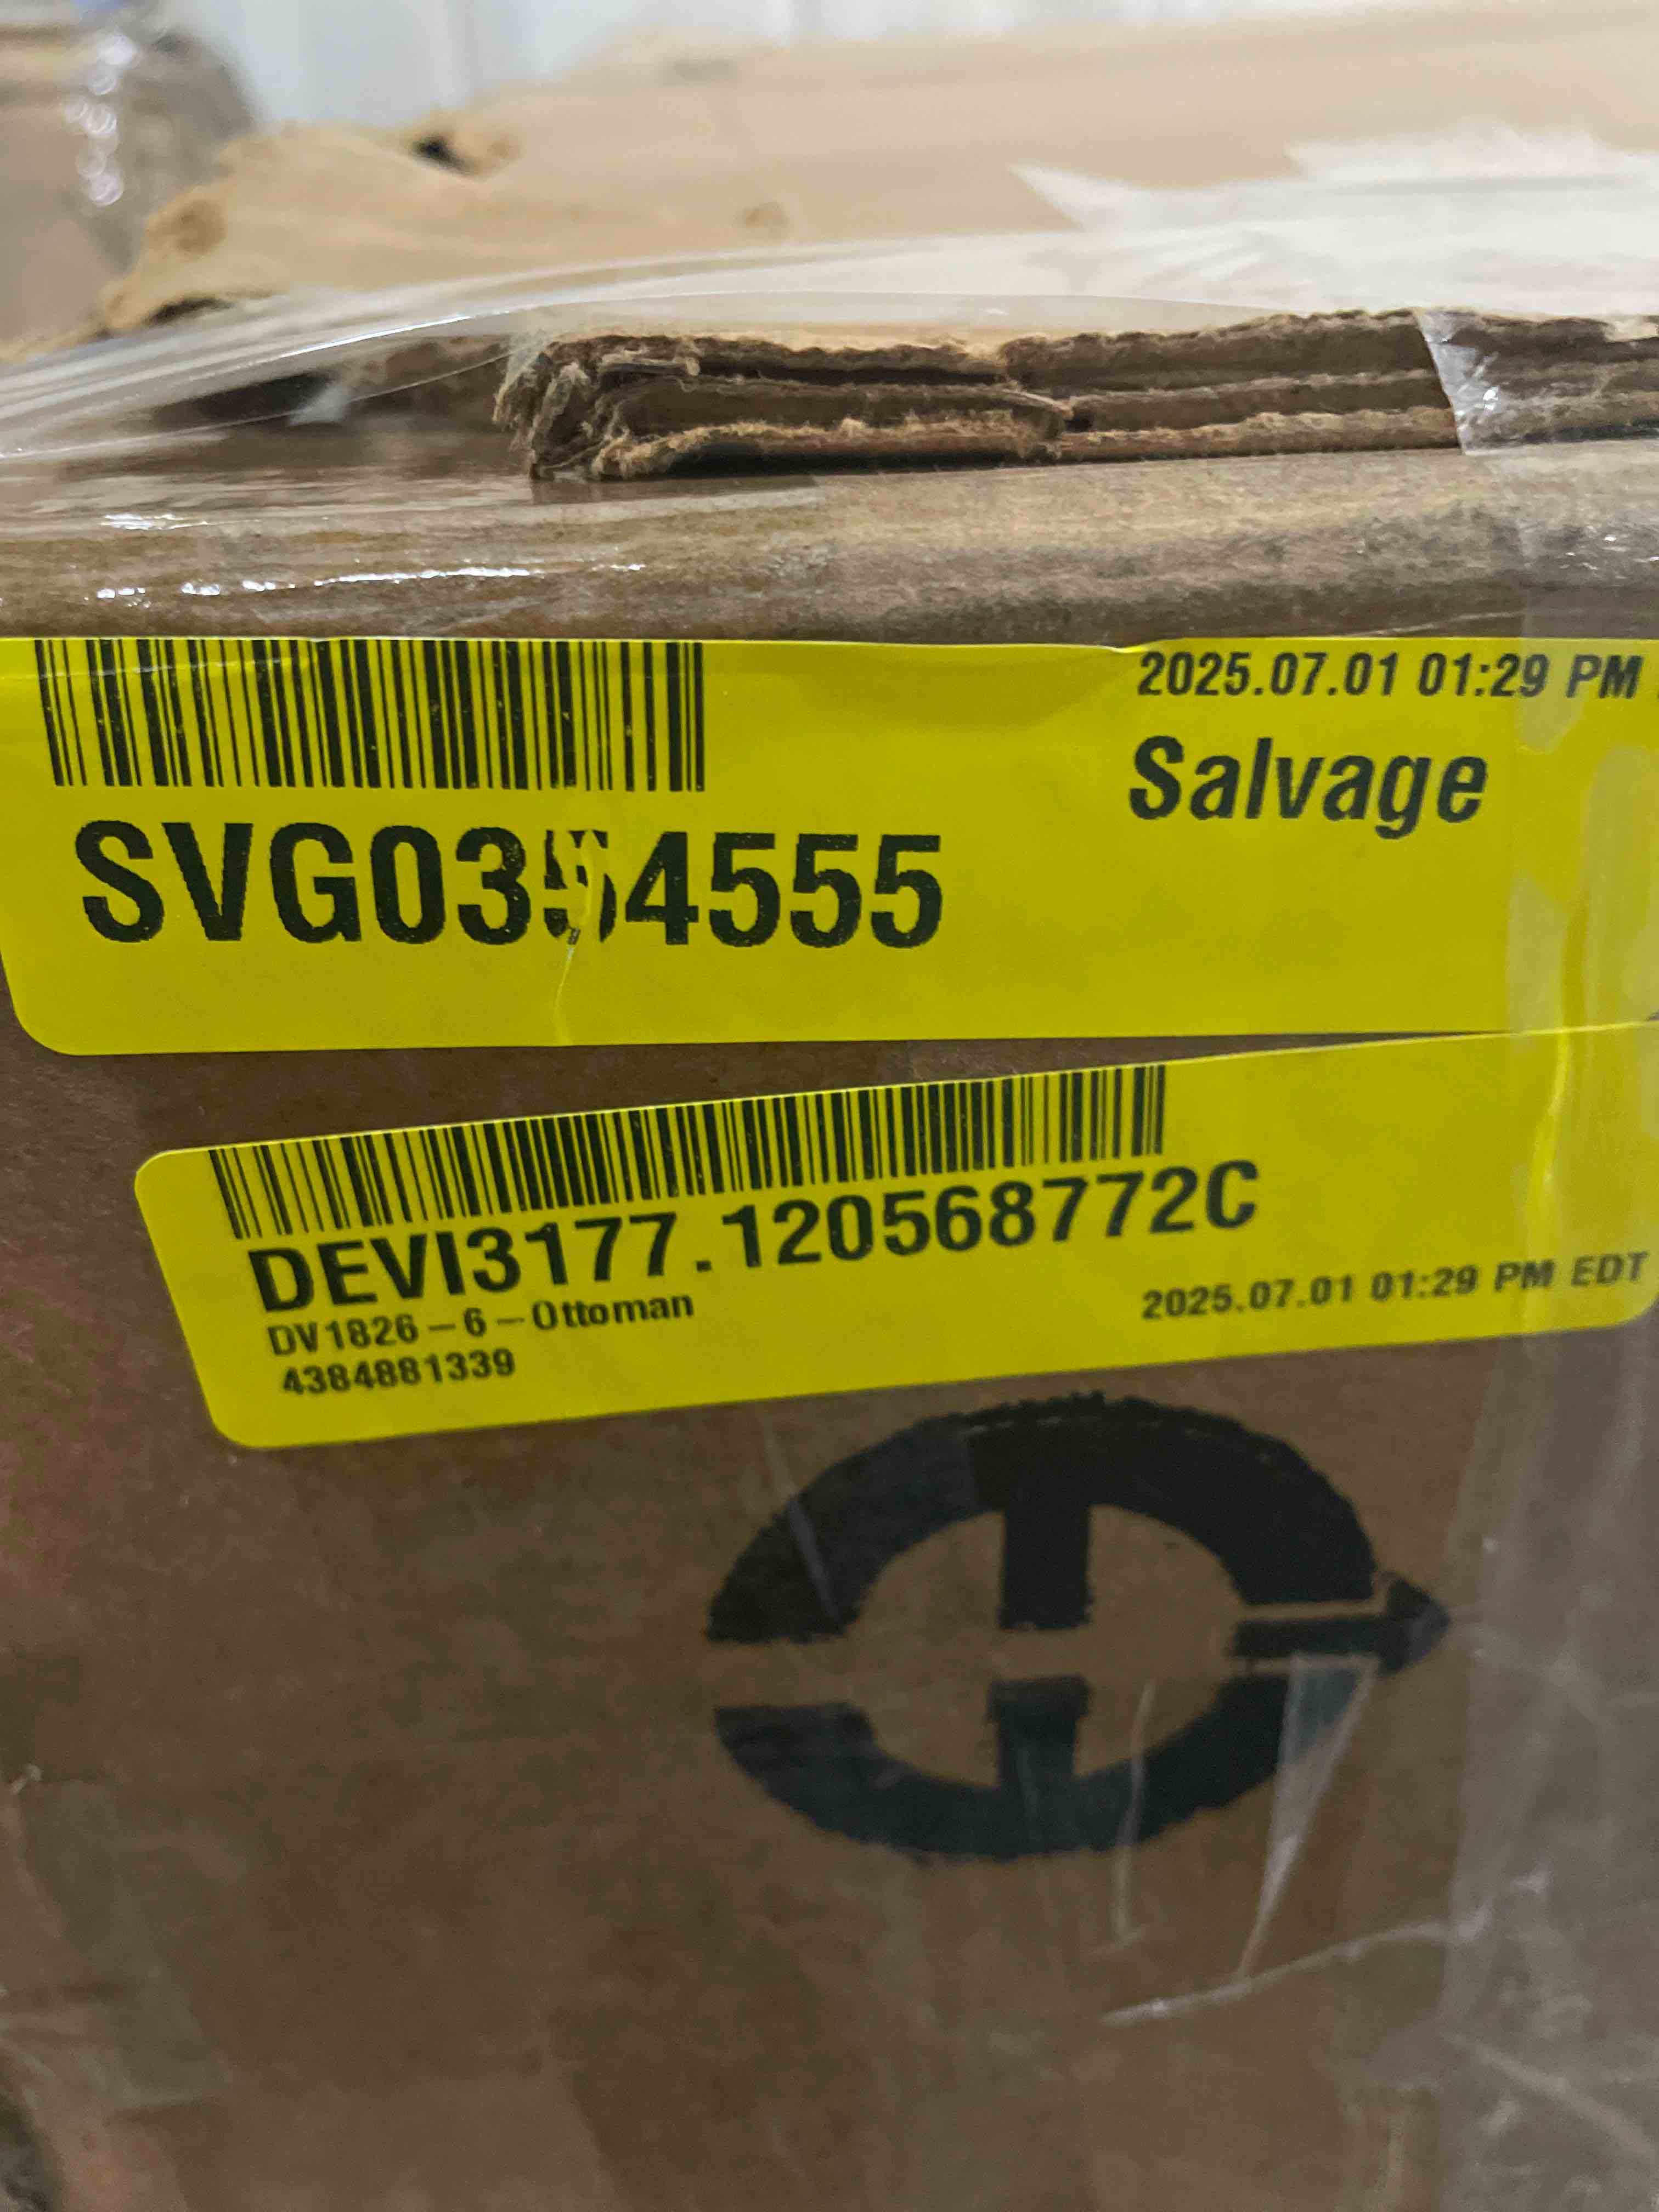 2025.07.01 01:29 PM
Salvage
SVG0354555
DEVI3177.120568772C
DV1826-6-Ottoman
2025.07.01 01:29 PM EDT
4384881339